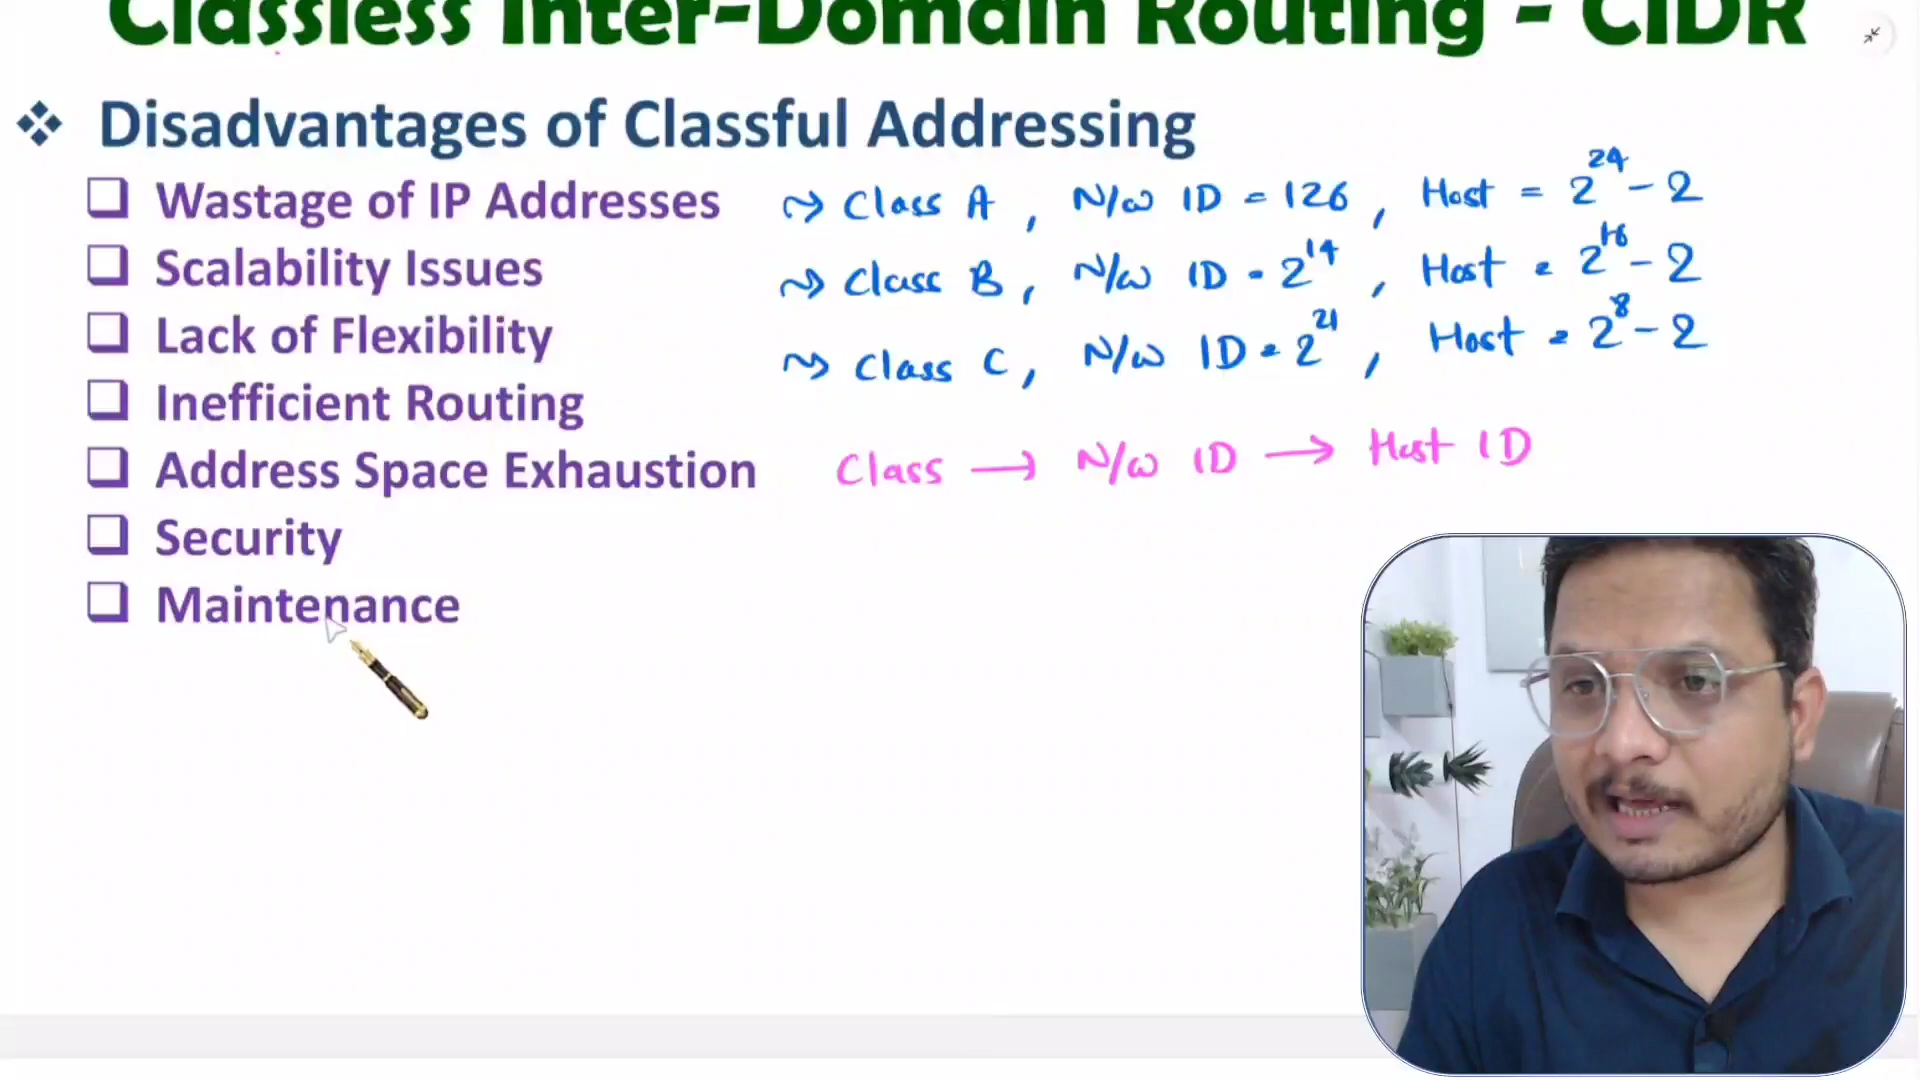 Classless Inter-Domain Routing - CIDR
❖ Disadvantages of Classful Addressing
❑ Wastage of IP Addresses ⤳ Class A , N/w ID = 126 , Host = 2^24 - 2
❑ Scalability Issues ⤳ Class B , N/w ID = 2^14 , Host = 2^16 - 2
❑ Lack of Flexibility ⤳ Class C , N/w ID = 2^21 , Host = 2^8 - 2
❑ Inefficient Routing
❑ Address Space Exhaustion Class → N/w ID → Host ID
❑ Security
❑ Maintenance